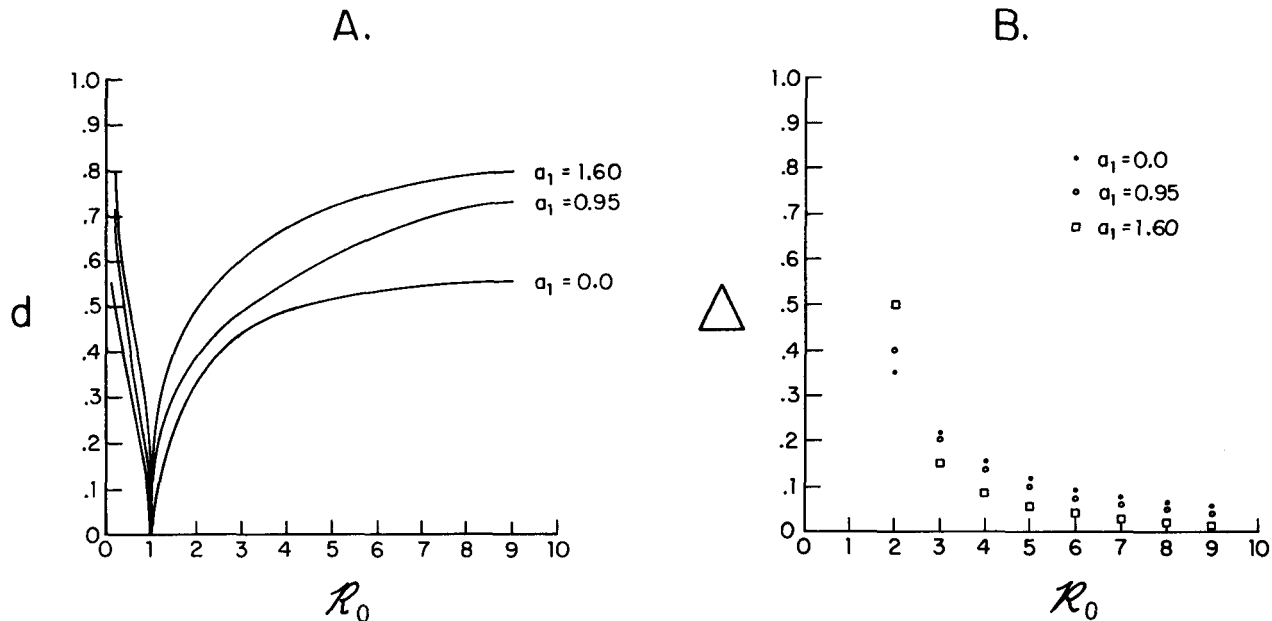 A.
1.0
.9
.8
.7
.6
.5
.4
.3
.2
.1
0
d
0 1 2 3 4 5 6 7 8 9 10
R₀
a₁ = 1.60
a₁ = 0.95
a₁ = 0.0
B.
1.0
.9
.8
.7
.6
.5
.4
.3
.2
.1
0
△
0 1 2 3 4 5 6 7 8 9 10
R₀
a₁ = 0.0
a₁ = 0.95
a₁ = 1.60